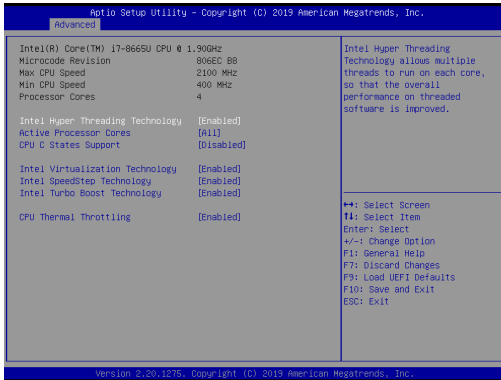 Aptio Setup Utility – Copyright (C) 2019 American Megatrends, Inc.
Advanced
Intel(R) Core(TM) i7-8665U CPU @ 1.90GHz
Microcode Revision 806EC B8
Max CPU Speed 2100 MHz
Min CPU Speed 400 MHz
Processor Cores 4
Intel Hyper Threading Technology [Enabled]
Active Processor Cores [All]
CPU C States Support [Disabled]
Intel Virtualization Technology [Enabled]
Intel SpeedStep Technology [Enabled]
Intel Turbo Boost Technology [Enabled]
CPU Thermal Throttling [Enabled]
Intel Hyper Threading
Technology allows multiple
threads to run on each core,
so that the overall
performance on threaded
software is improved.
↔: Select Screen
↑↓: Select Item
Enter: Select
+/-: Change Option
F1: General Help
F7: Discard Changes
F9: Load UEFI Defaults
F10: Save and Exit
ESC: Exit
Version 2.20.1275. Copyright (C) 2019 American Megatrends, Inc.